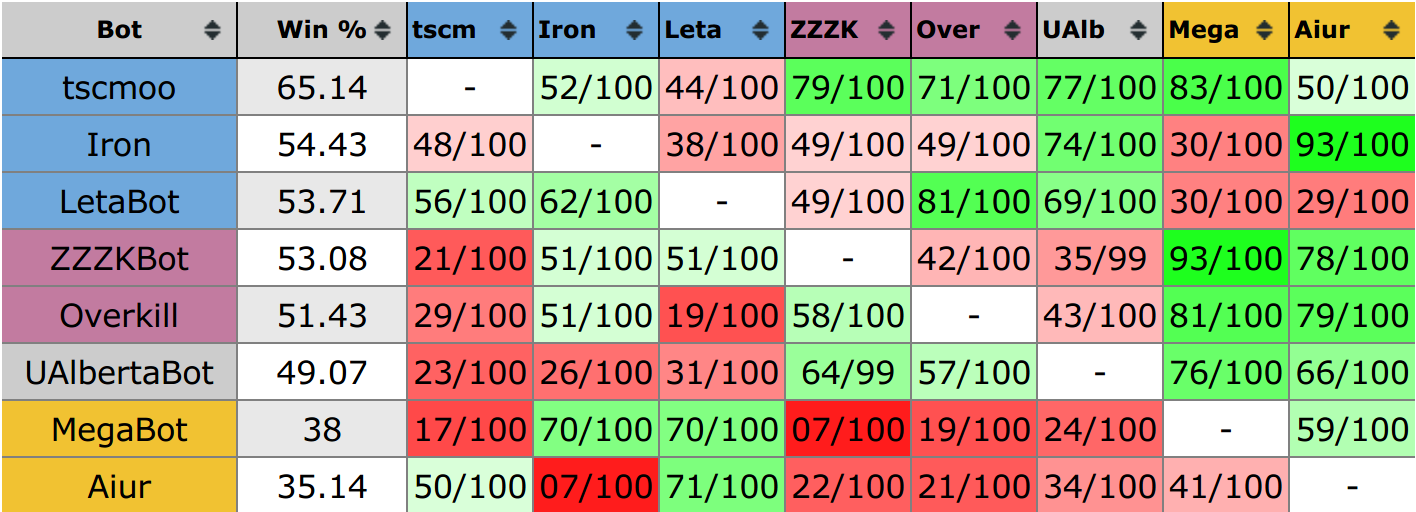 Bot Win % tscm Iron Leta ZZZK Over UAlb Mega Aiur
tscmoo 65.14 - 52/100 44/100 79/100 71/100 77/100 83/100 50/100
Iron 54.43 48/100 - 38/100 49/100 49/100 74/100 30/100 93/100
LetaBot 53.71 56/100 62/100 - 49/100 81/100 69/100 30/100 29/100
ZZZKBot 53.08 21/100 51/100 51/100 - 42/100 35/99 93/100 78/100
Overkill 51.43 29/100 51/100 19/100 58/100 - 43/100 81/100 79/100
UAlbertaBot 49.07 23/100 26/100 31/100 64/99 57/100 - 76/100 66/100
MegaBot 38 17/100 70/100 70/100 07/100 19/100 24/100 - 59/100
Aiur 35.14 50/100 07/100 71/100 22/100 21/100 34/100 41/100 -